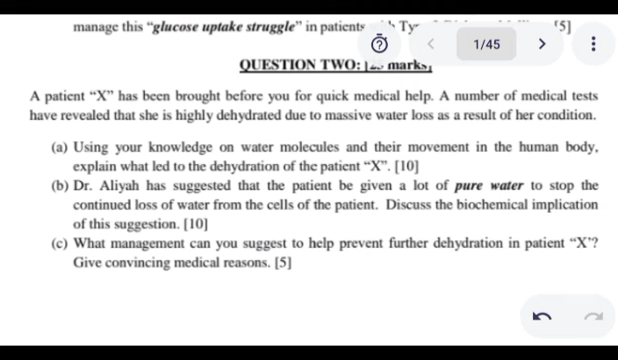 manage this “glucose uptake struggle” in patients
[5]
1/45
QUESTION TWO: marks]
A patient “X” has been brought before you for quick medical help. A number of medical tests
have revealed that she is highly dehydrated due to massive water loss as a result of her condition.
(a) Using your knowledge on water molecules and their movement in the human body,
explain what led to the dehydration of the patient “X”. [10]
(b) Dr. Aliyah has suggested that the patient be given a lot of pure water to stop the
continued loss of water from the cells of the patient. Discuss the biochemical implication
of this suggestion. [10]
(c) What management can you suggest to help prevent further dehydration in patient “X”?
Give convincing medical reasons. [5]